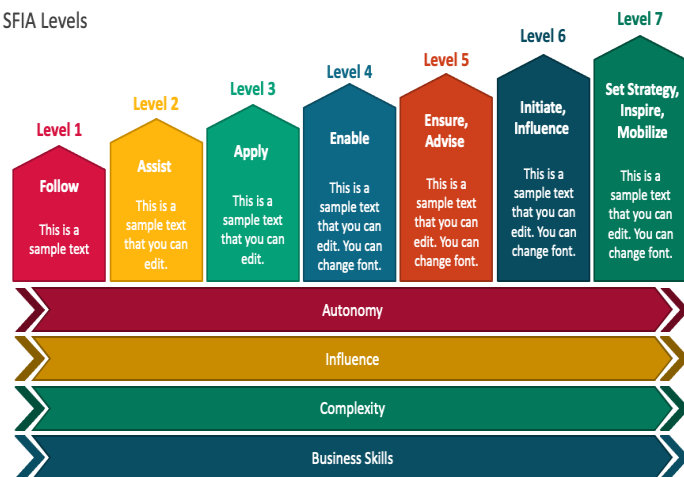 SFIA Levels
Level 1
Follow
This is a
sample text
Level 2
Assist
This is a
sample text
that you can
edit.
Level 3
Apply
This is a
sample text
that you can
edit.
Level 4
Enable
This is a
sample text
that you can
edit. You can
change font.
Level 5
Ensure,
Advise
This is a
sample text
that you can
edit. You can
change font.
Level 6
Initiate,
Influence
This is a
sample text
that you can
edit. You can
change font.
Level 7
Set Strategy,
Inspire,
Mobilize
This is a
sample text
that you can
edit. You can
change font.
Autonomy
Influence
Complexity
Business Skills